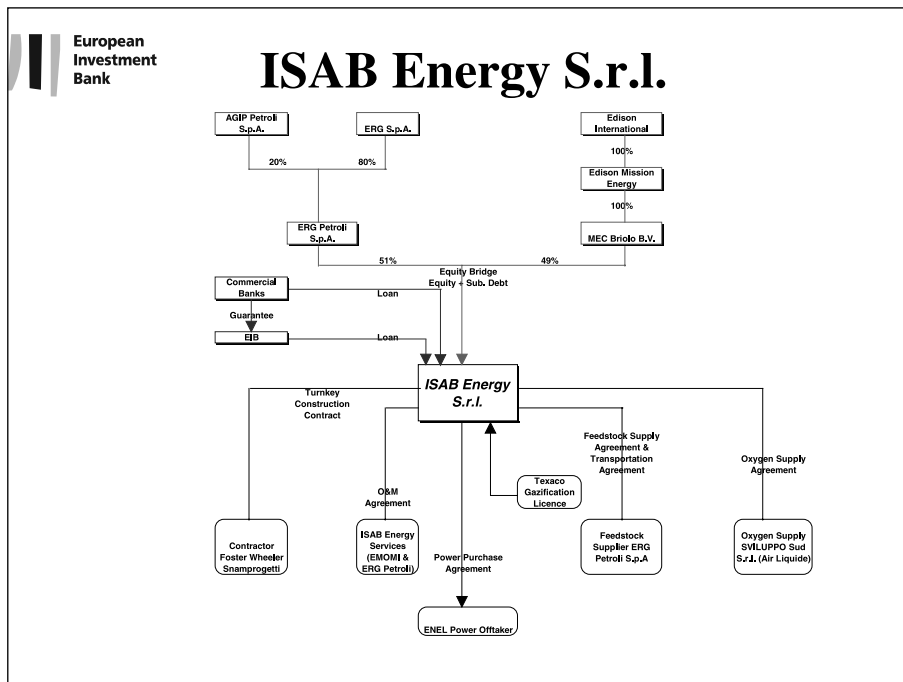 European
Investment
Bank
ISAB Energy S.r.l.
AGIP Petroli
S.p.A.
ERG S.p.A.
Edison
International
20%
80%
100%
Edison Mission
Energy
100%
ERG Petroli
S.p.A.
MEC Briolo B.V.
51%
49%
Equity Bridge
Equity + Sub. Debt
Commercial
Banks
Loan
Guarantee
EIB
Loan
ISAB Energy
S.r.l.
Turnkey
Construction
Contract
Feedstock Supply
Agreement &
Transportation
Agreement
Oxygen Supply
Agreement
O&M
Agreement
Texaco
Gazification
Licence
Contractor
Foster Wheeler
Snamprogetti
ISAB Energy
Services
(EMOMI &
ERG Petroli)
Power Purchase
Agreement
Feedstock
Supplier ERG
Petroli S.p.A
Oxygen Supply
SVILUPPO Sud
S.r.l. (Air Liquide)
ENEL Power Offtaker